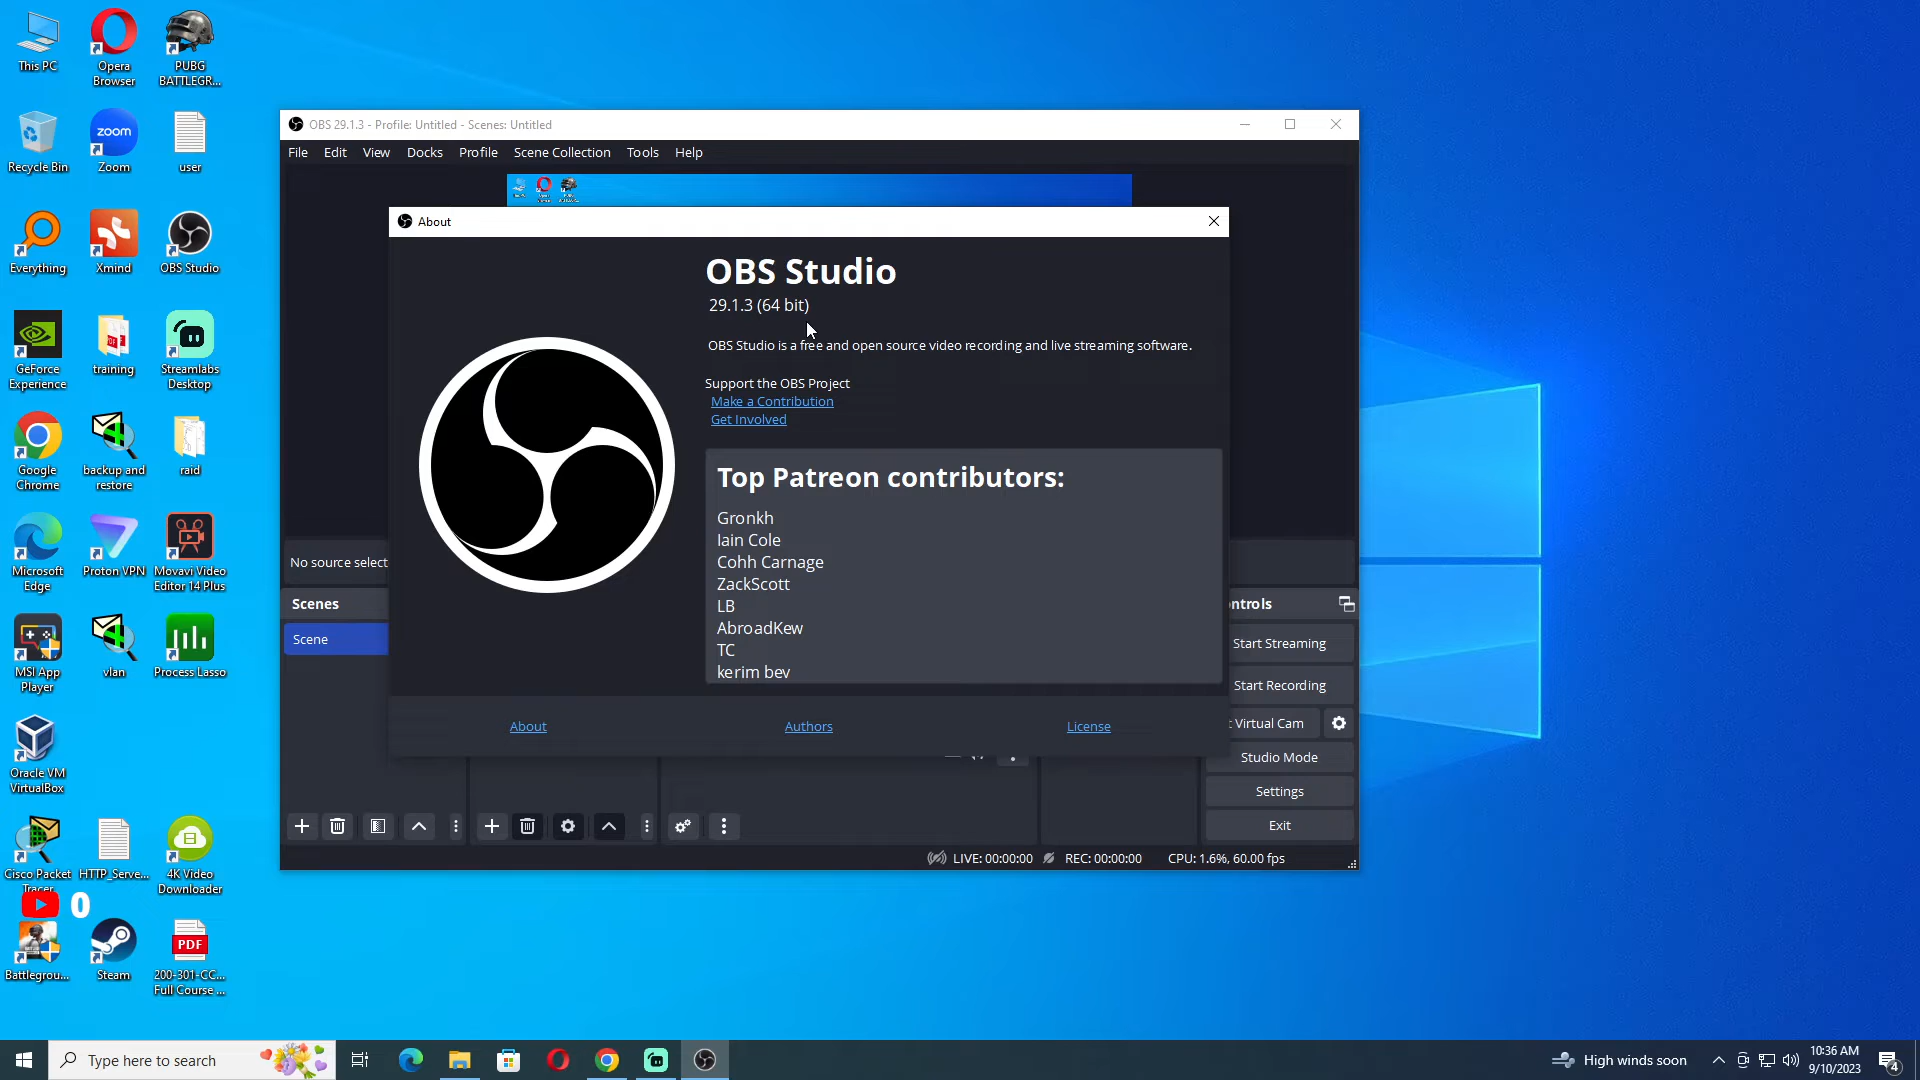 This PC
Opera
Browser
PUBG
BATTLEGR...
Recycle Bin
zoom
Zoom
user
Everything
Xmind
OBS Studio
GeForce
Experience
training
Streamlabs
Desktop
Google
Chrome
backup and
restore
raid
Microsoft
Edge
Proton VPN
Movavi Video
Editor 14 Plus
MSI App
Player
vlan
Process Lasso
Oracle VM
VirtualBox
Cisco Packet
Tracer
HTTP_Serve...
4K Video
Downloader
0
Battlegrou...
Steam
PDF
200-301-CC...
Full Course ...
OBS 29.1.3 - Profile: Untitled - Scenes: Untitled
File Edit View Docks Profile Scene Collection Tools Help
About
OBS Studio
29.1.3 (64 bit)
OBS Studio is a free and open source video recording and live streaming software.
Support the OBS Project
Make a Contribution
Get Involved
Top Patreon contributors:
Gronkh
Iain Cole
Cohh Carnage
ZackScott
LB
AbroadKew
TC
kerim bey
About Authors License
No source select
Scenes
Scene
ntrols
Start Streaming
Start Recording
t Virtual Cam
Studio Mode
Settings
Exit
LIVE: 00:00:00 REC: 00:00:00 CPU: 1.6%, 60.00 fps
Type here to search
High winds soon
10:36 AM
9/10/2023
4